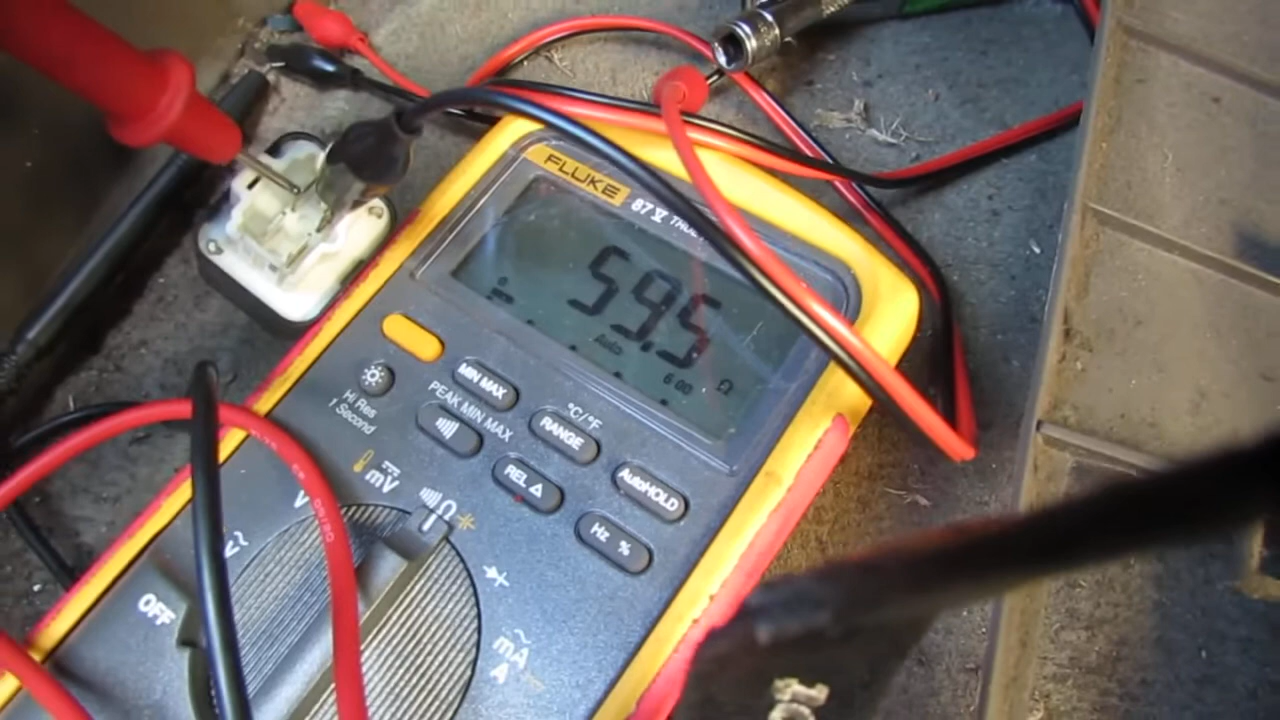 FLUKE
87 V TRUE
59.5
Auto
600 Ω
MIN MAX
Hi Res
1 Second
PEAK MIN MAX
°C/°F
RANGE
REL △
AutoHOLD
Hz %
mV
V
Ω
OFF
mA
A